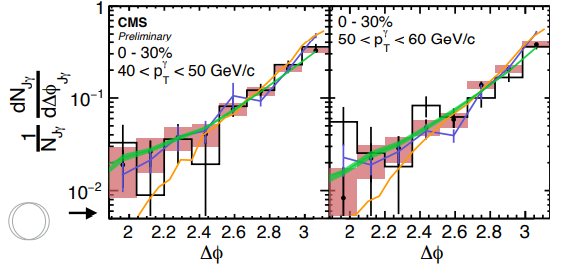 CMS
Preliminary
0 - 30%
40 < p_T^γ < 50 GeV/c
0 - 30%
50 < p_T^γ < 60 GeV/c
1
10⁻¹
10⁻²
1/N_Jγ dN_Jγ/dΔϕ_Jγ
2 2.2 2.4 2.6 2.8 3
2 2.2 2.4 2.6 2.8 3
Δϕ
Δϕ